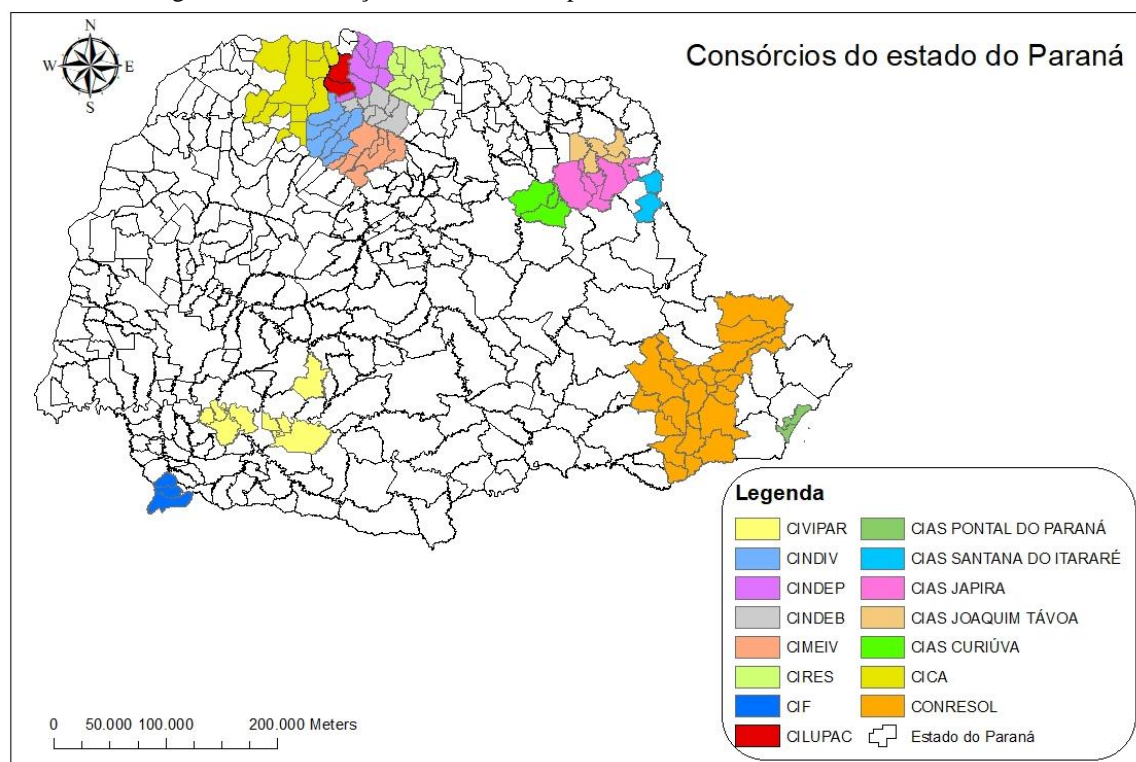 N
W E
S
Consórcios do estado do Paraná
Legenda
CIVIPAR CIAS PONTAL DO PARANÁ
CINDIV CIAS SANTANA DO ITARARÉ
CINDEP CIAS JAPIRA
CINDEB CIAS JOAQUIM TÁVOA
CIMEIV CIAS CURIÚVA
CIRES CICA
CIF CONRESOL
CILUPAC Estado do Paraná
0 50.000 100.000 200.000 Meters